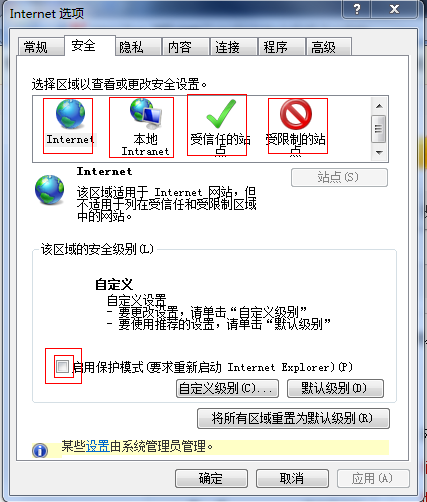 Internet 选项
常规 安全 隐私 内容 连接 程序 高级
选择区域以查看或更改安全设置。
Internet 本地 Intranet 受信任的站点 受限制的站点
Internet
站点(S)
该区域适用于 Internet 网站，但
不适用于列在受信任和受限制区域
中的网站。
该区域的安全级别(L)
自定义
自定义设置
- 要更改设置，请单击“自定义级别”
- 要使用推荐的设置，请单击“默认级别”
启用保护模式(要求重新启动 Internet Explorer)(P)
自定义级别(C)... 默认级别(D)
将所有区域重置为默认级别(R)
某些设置由系统管理员管理。
确定 取消 应用(A)